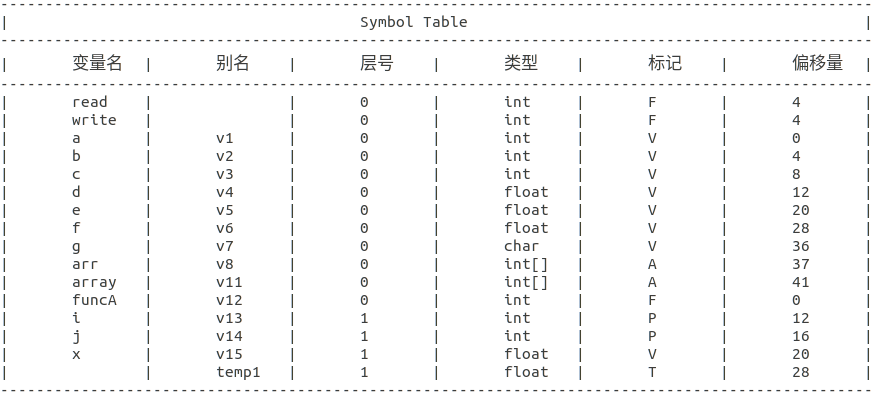 Symbol Table
| 变量名 | 别名 | 层号 | 类型 | 标记 | 偏移量 |
| read | | 0 | int | F | 4 |
| write | | 0 | int | F | 4 |
| a | v1 | 0 | int | V | 0 |
| b | v2 | 0 | int | V | 4 |
| c | v3 | 0 | int | V | 8 |
| d | v4 | 0 | float | V | 12 |
| e | v5 | 0 | float | V | 20 |
| f | v6 | 0 | float | V | 28 |
| g | v7 | 0 | char | V | 36 |
| arr | v8 | 0 | int[] | A | 37 |
| array | v11 | 0 | int[] | A | 41 |
| funcA | v12 | 0 | int | F | 0 |
| i | v13 | 1 | int | P | 12 |
| j | v14 | 1 | int | P | 16 |
| x | v15 | 1 | float | V | 20 |
| | temp1 | 1 | float | T | 28 |